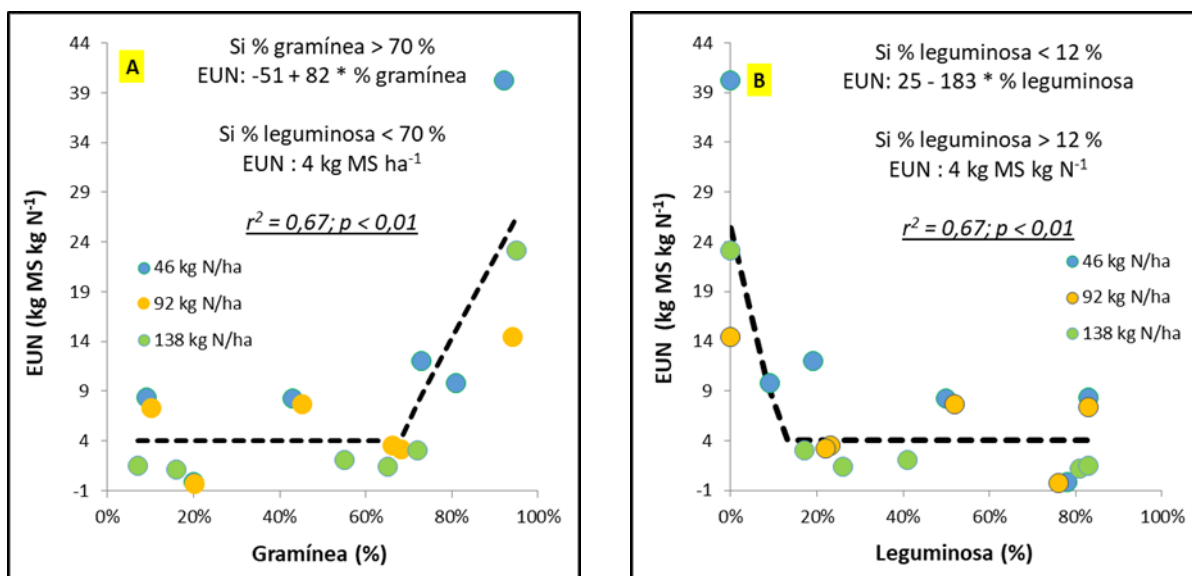 A
Si % gramínea > 70 %
EUN: -51 + 82 * % gramínea
Si % leguminosa < 70 %
EUN : 4 kg MS ha⁻¹
r² = 0,67; p < 0,01
46 kg N/ha
92 kg N/ha
138 kg N/ha
EUN (kg MS kg N⁻¹)
44
39
34
29
24
19
14
9
4
-1
0% 20% 40% 60% 80% 100%
Gramínea (%)
B
Si % leguminosa < 12 %
EUN: 25 - 183 * % leguminosa
Si % leguminosa > 12 %
EUN : 4 kg MS kg N⁻¹
r² = 0,67; p < 0,01
46 kg N/ha
92 kg N/ha
138 kg N/ha
EUN (kg MS kg N⁻¹)
44
39
34
29
24
19
14
9
4
-1
0% 20% 40% 60% 80% 100%
Leguminosa (%)